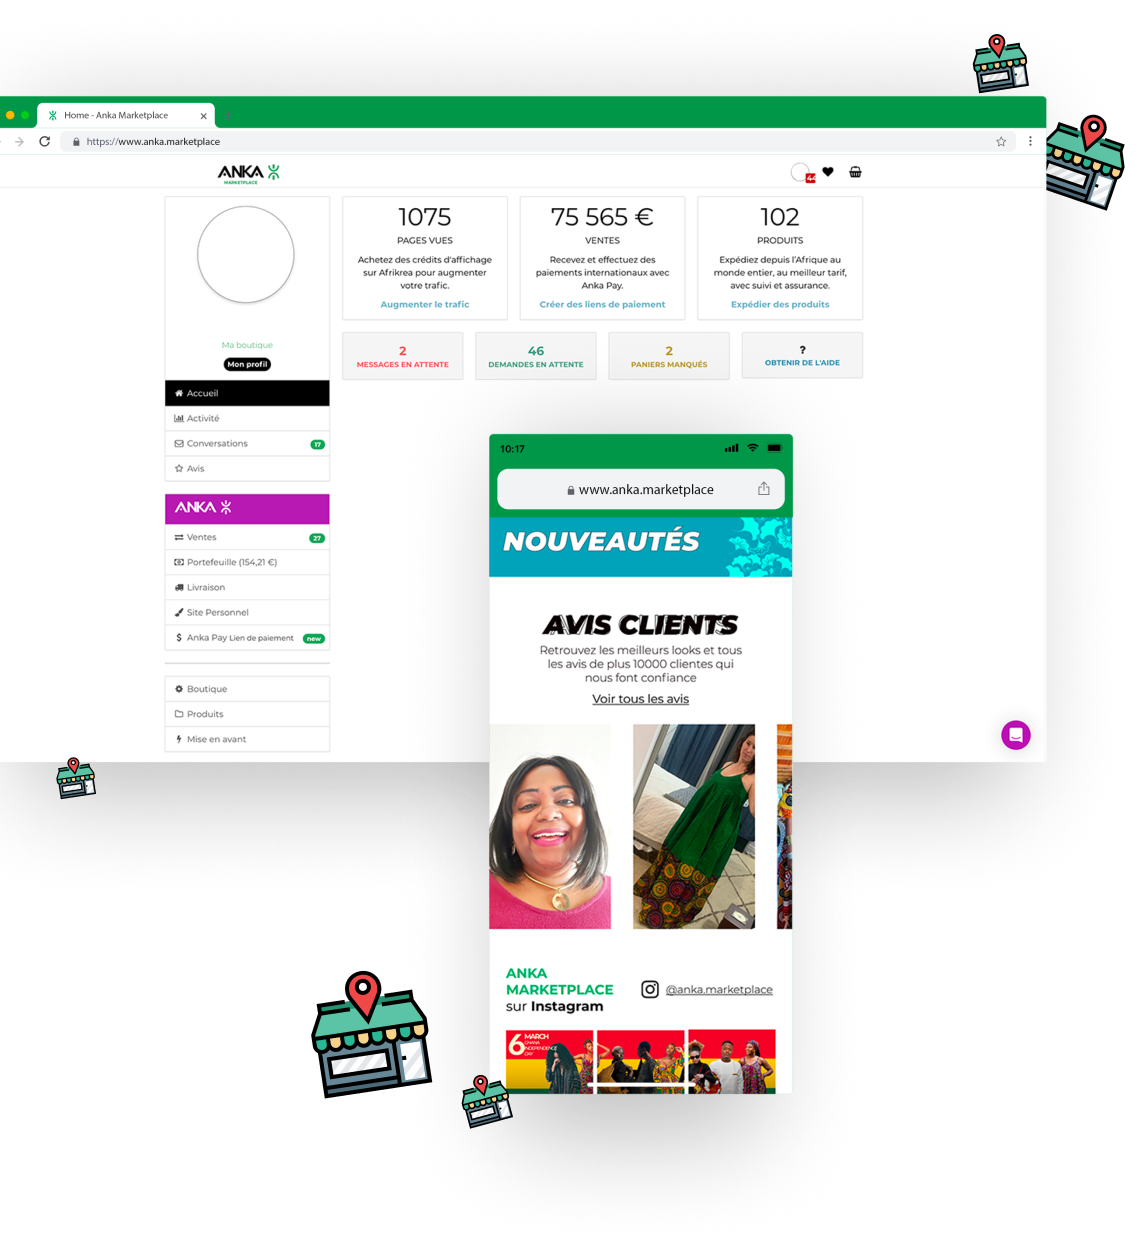 Home - Anka Marketplace
https://www.anka.marketplace
ANKA
MARKETPLACE
44
1075
PAGES VUES
Achetez des crédits d'affichage
sur Afrikrea pour augmenter
votre trafic.
Augmenter le trafic
75 565 €
VENTES
Recevez et effectuez des
paiements internationaux avec
Anka Pay.
Créer des liens de paiement
102
PRODUITS
Expédiez depuis l'Afrique au
monde entier, au meilleur tarif,
avec suivi et assurance.
Expédier des produits
2
MESSAGES EN ATTENTE
46
DEMANDES EN ATTENTE
2
PANIERS MANQUÉS
?
OBTENIR DE L'AIDE
Ma boutique
Mon profil
Accueil
Activité
Conversations 17
Avis
ANKA
Ventes 27
Portefeuille (154,21 €)
Livraison
Site Personnel
Anka Pay Lien de paiement new
Boutique
Produits
Mise en avant
10:17
www.anka.marketplace
NOUVEAUTÉS
AVIS CLIENTS
Retrouvez les meilleurs looks et tous
les avis de plus 10000 clientes qui
nous font confiance
Voir tous les avis
ANKA
MARKETPLACE
sur Instagram
@anka.marketplace
6 MARCH
GHANA
INDEPENDENCE
DAY